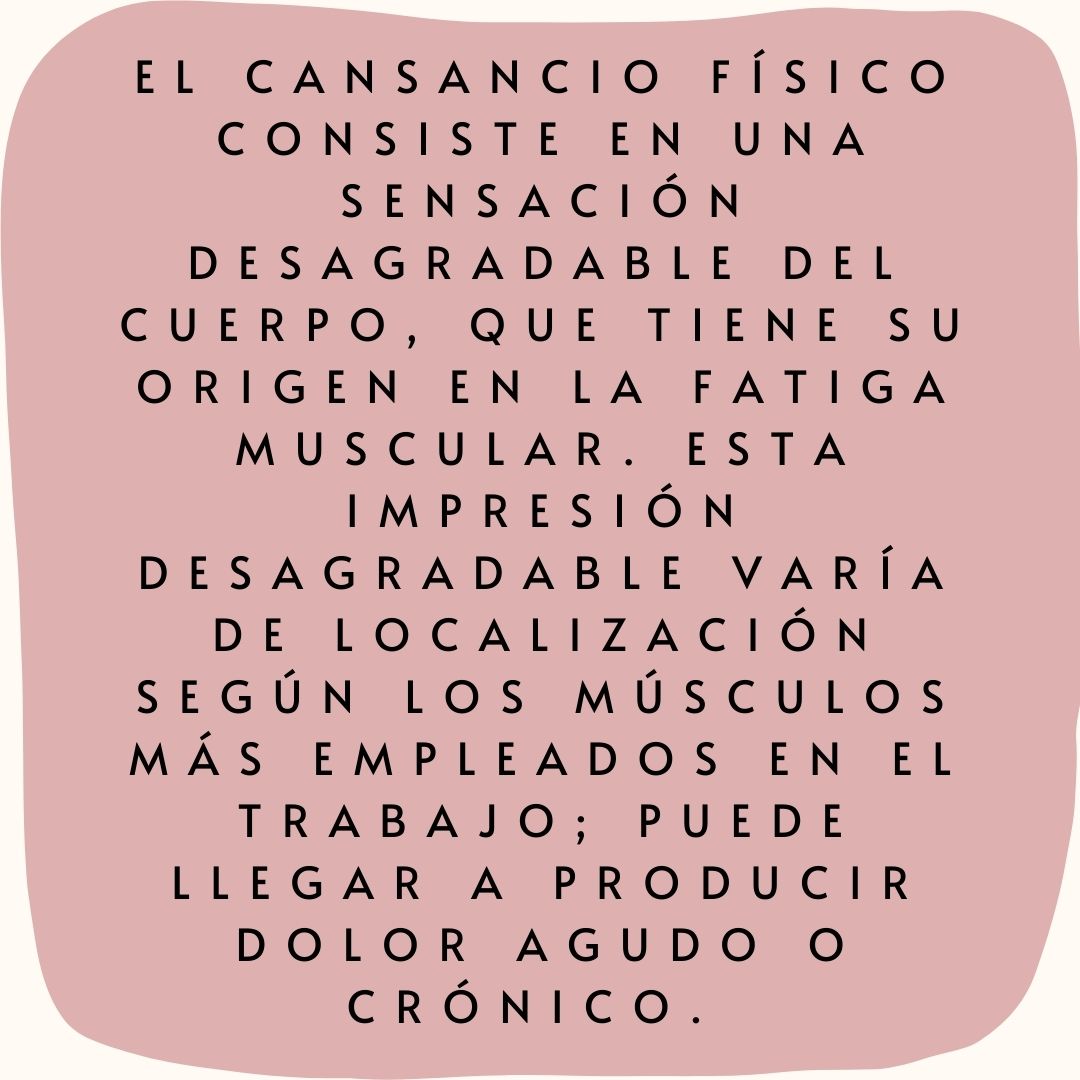 EL CANSANCIO FÍSICO
CONSISTE EN UNA
SENSACIÓN
DESAGRADABLE DEL
CUERPO, QUE TIENE SU
ORIGEN EN LA FATIGA
MUSCULAR. ESTA
IMPRESIÓN
DESAGRADABLE VARÍA
DE LOCALIZACIÓN
SEGÚN LOS MÚSCULOS
MÁS EMPLEADOS EN EL
TRABAJO; PUEDE
LLEGAR A PRODUCIR
DOLOR AGUDO O
CRÓNICO.